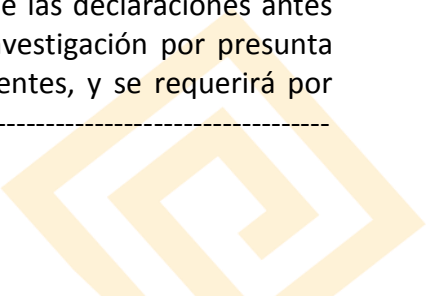 e las declaraciones antes
vestigación por presunta
entes, y se requerirá por
-----------------------------------